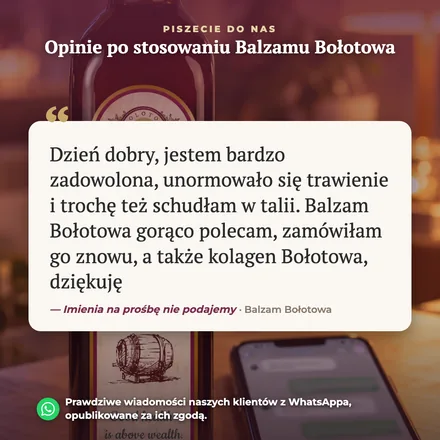 PISZECIE DO NAS
Opinie po stosowaniu Balzamu Bołotowa
“
Dzień dobry, jestem bardzo
zadowolona, unormowało się trawienie
i trochę też schudłam w talii. Balzam
Bołotowa gorąco polecam, zamówiłam
go znowu, a także kolagen Bołotowa,
dziękuję
— Imienia na prośbę nie podajemy · Balzam Bołotowa
Prawdziwe wiadomości naszych klientów z WhatsAppa,
opublikowane za ich zgodą.
is above wealth.